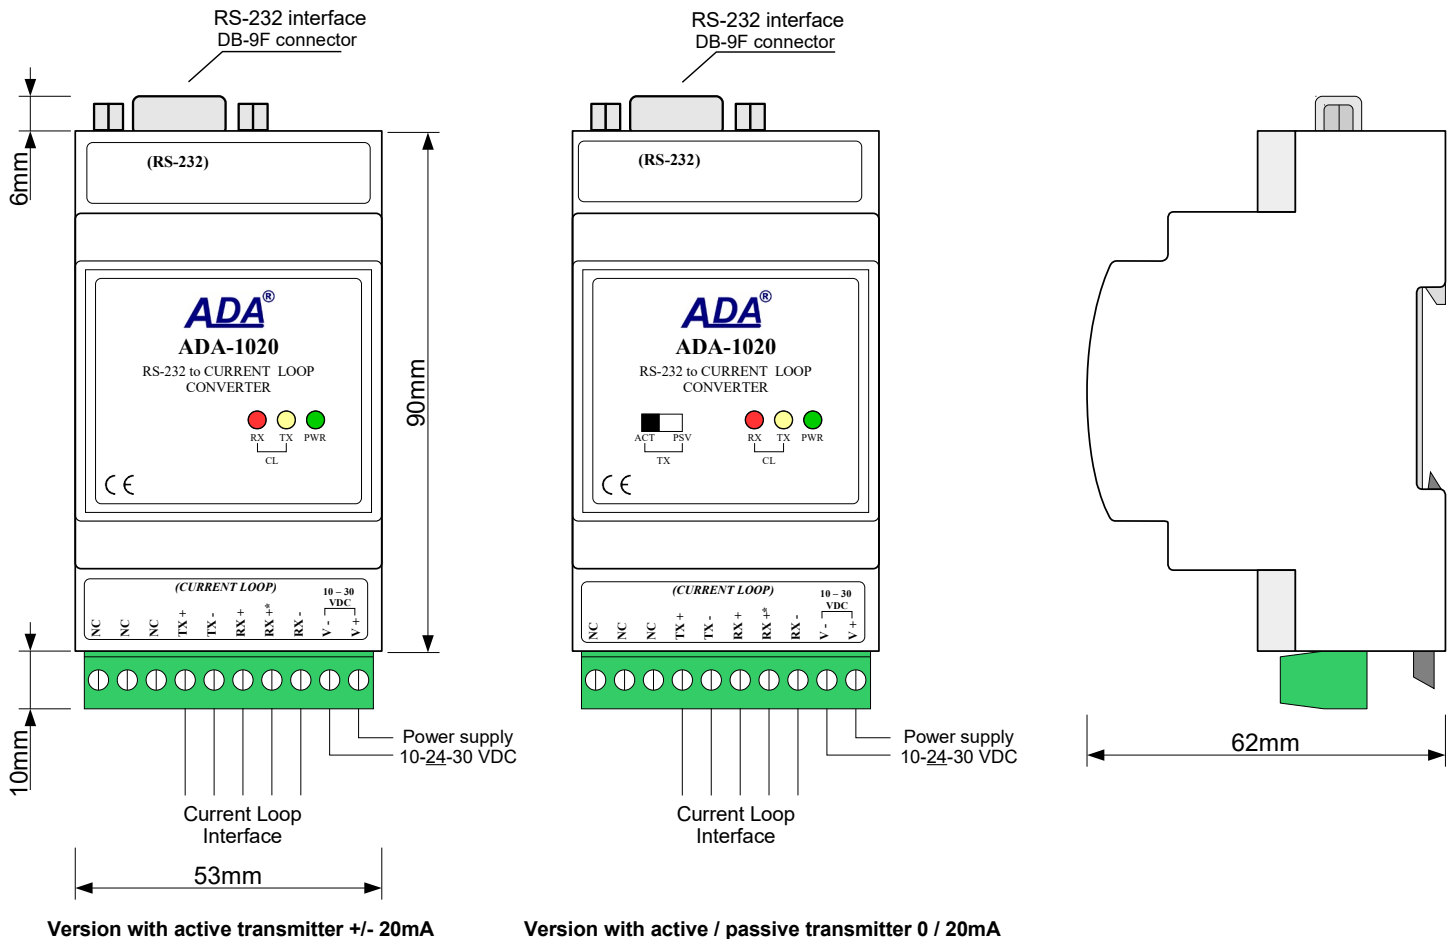 RS-232 interface
DB-9F connector
6mm
(RS-232)
ADA®
ADA-1020
RS-232 to CURRENT LOOP
CONVERTER
RX TX PWR
CL
CE
90mm
(CURRENT LOOP)
10 – 30
VDC
NC NC NC TX + TX - RX + RX +* RX - V - V +
10mm
Power supply
10-24-30 VDC
Current Loop
Interface
53mm
Version with active transmitter +/- 20mA
RS-232 interface
DB-9F connector
(RS-232)
ADA®
ADA-1020
RS-232 to CURRENT LOOP
CONVERTER
ACT PSV
TX
RX TX PWR
CL
CE
(CURRENT LOOP)
10 – 30
VDC
NC NC NC TX + TX - RX + RX +* RX - V - V +
Power supply
10-24-30 VDC
Current Loop
Interface
Version with active / passive transmitter 0 / 20mA
62mm